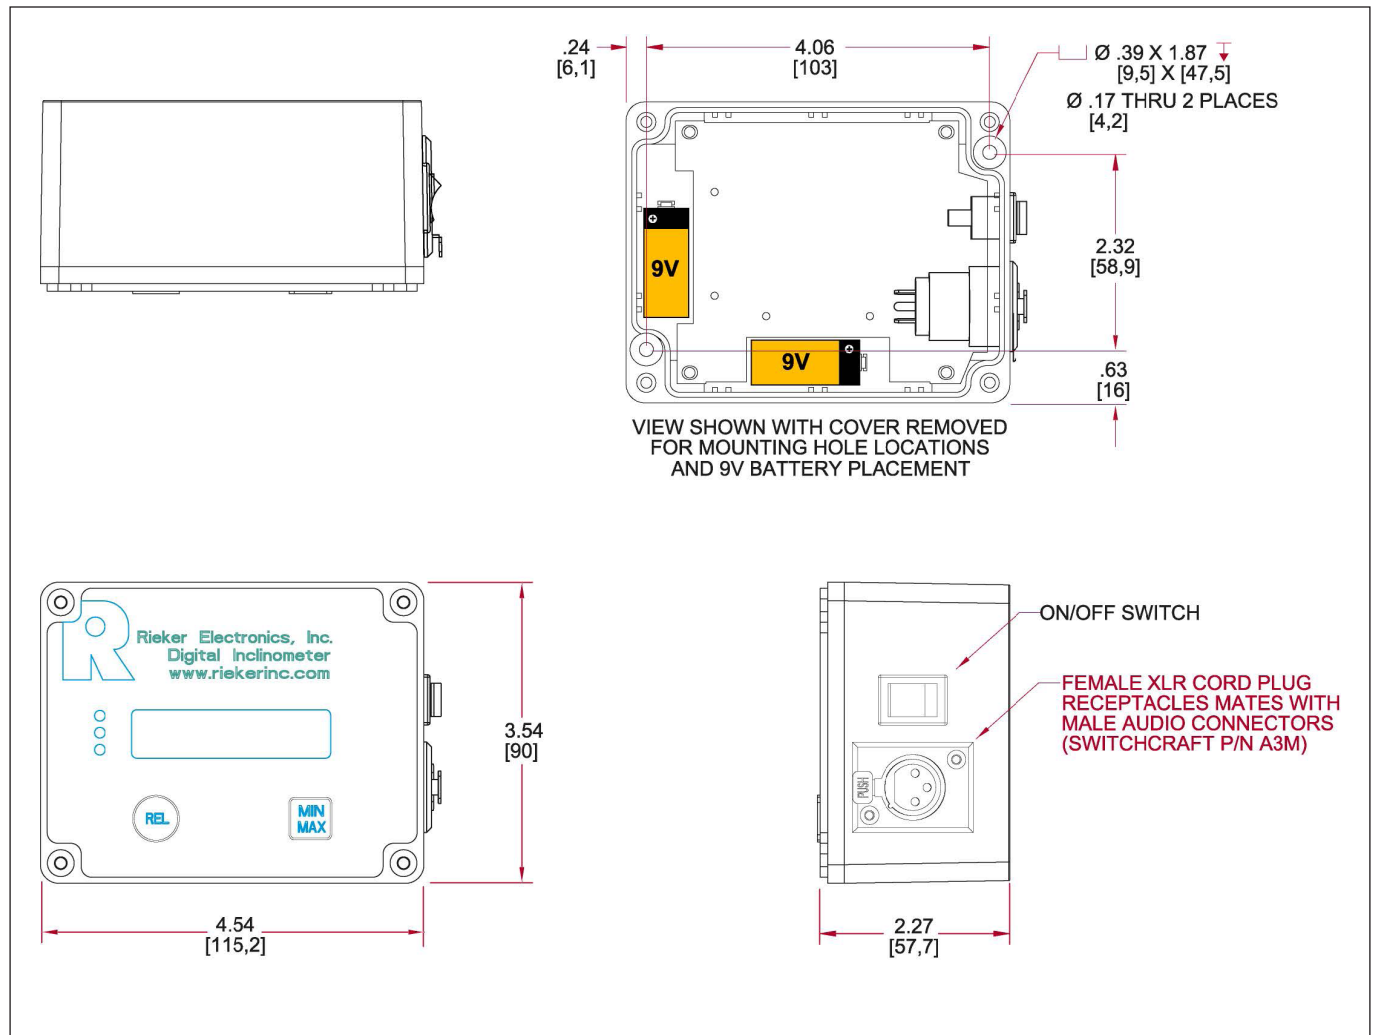 .24
[6,1]
4.06
[103]
Ø .39 X 1.87
[9,5] X [47,5]
Ø .17 THRU 2 PLACES
[4,2]
2.32
[58,9]
.63
[16]
9V
9V
VIEW SHOWN WITH COVER REMOVED
FOR MOUNTING HOLE LOCATIONS
AND 9V BATTERY PLACEMENT
R
Rieker Electronics, Inc.
Digital Inclinometer
www.riekerinc.com
REL
MIN
MAX
3.54
[90]
4.54
[115,2]
ON/OFF SWITCH
FEMALE XLR CORD PLUG
RECEPTACLES MATES WITH
MALE AUDIO CONNECTORS
(SWITCHCRAFT P/N A3M)
PUSH
2.27
[57,7]